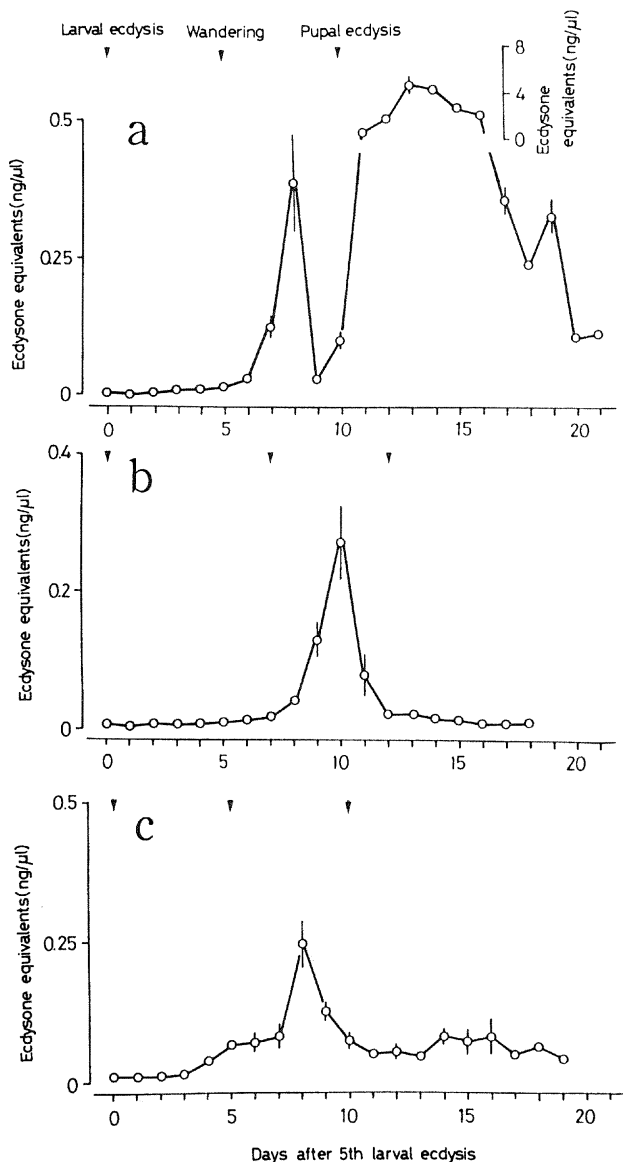 Larval ecdysis Wandering Pupal ecdysis
a
8
4
0
Ecdysone
equivalents(ng/µl)
0.5
0.25
0
Ecdysone equivalents(ng/µl)
0 5 10 15 20
b
0.4
0.2
0
Ecdysone equivalents(ng/µl)
0 5 10 15 20
c
0.5
0.25
0
Ecdysone equivalents(ng/µl)
0 5 10 15 20
Days after 5th larval ecdysis